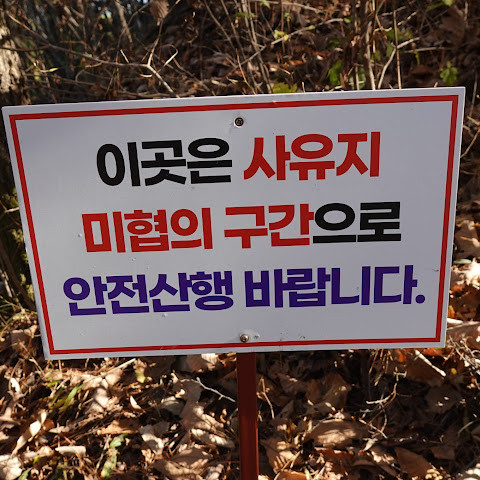 이곳은 사유지
미협의 구간으로
안전산행 바랍니다.